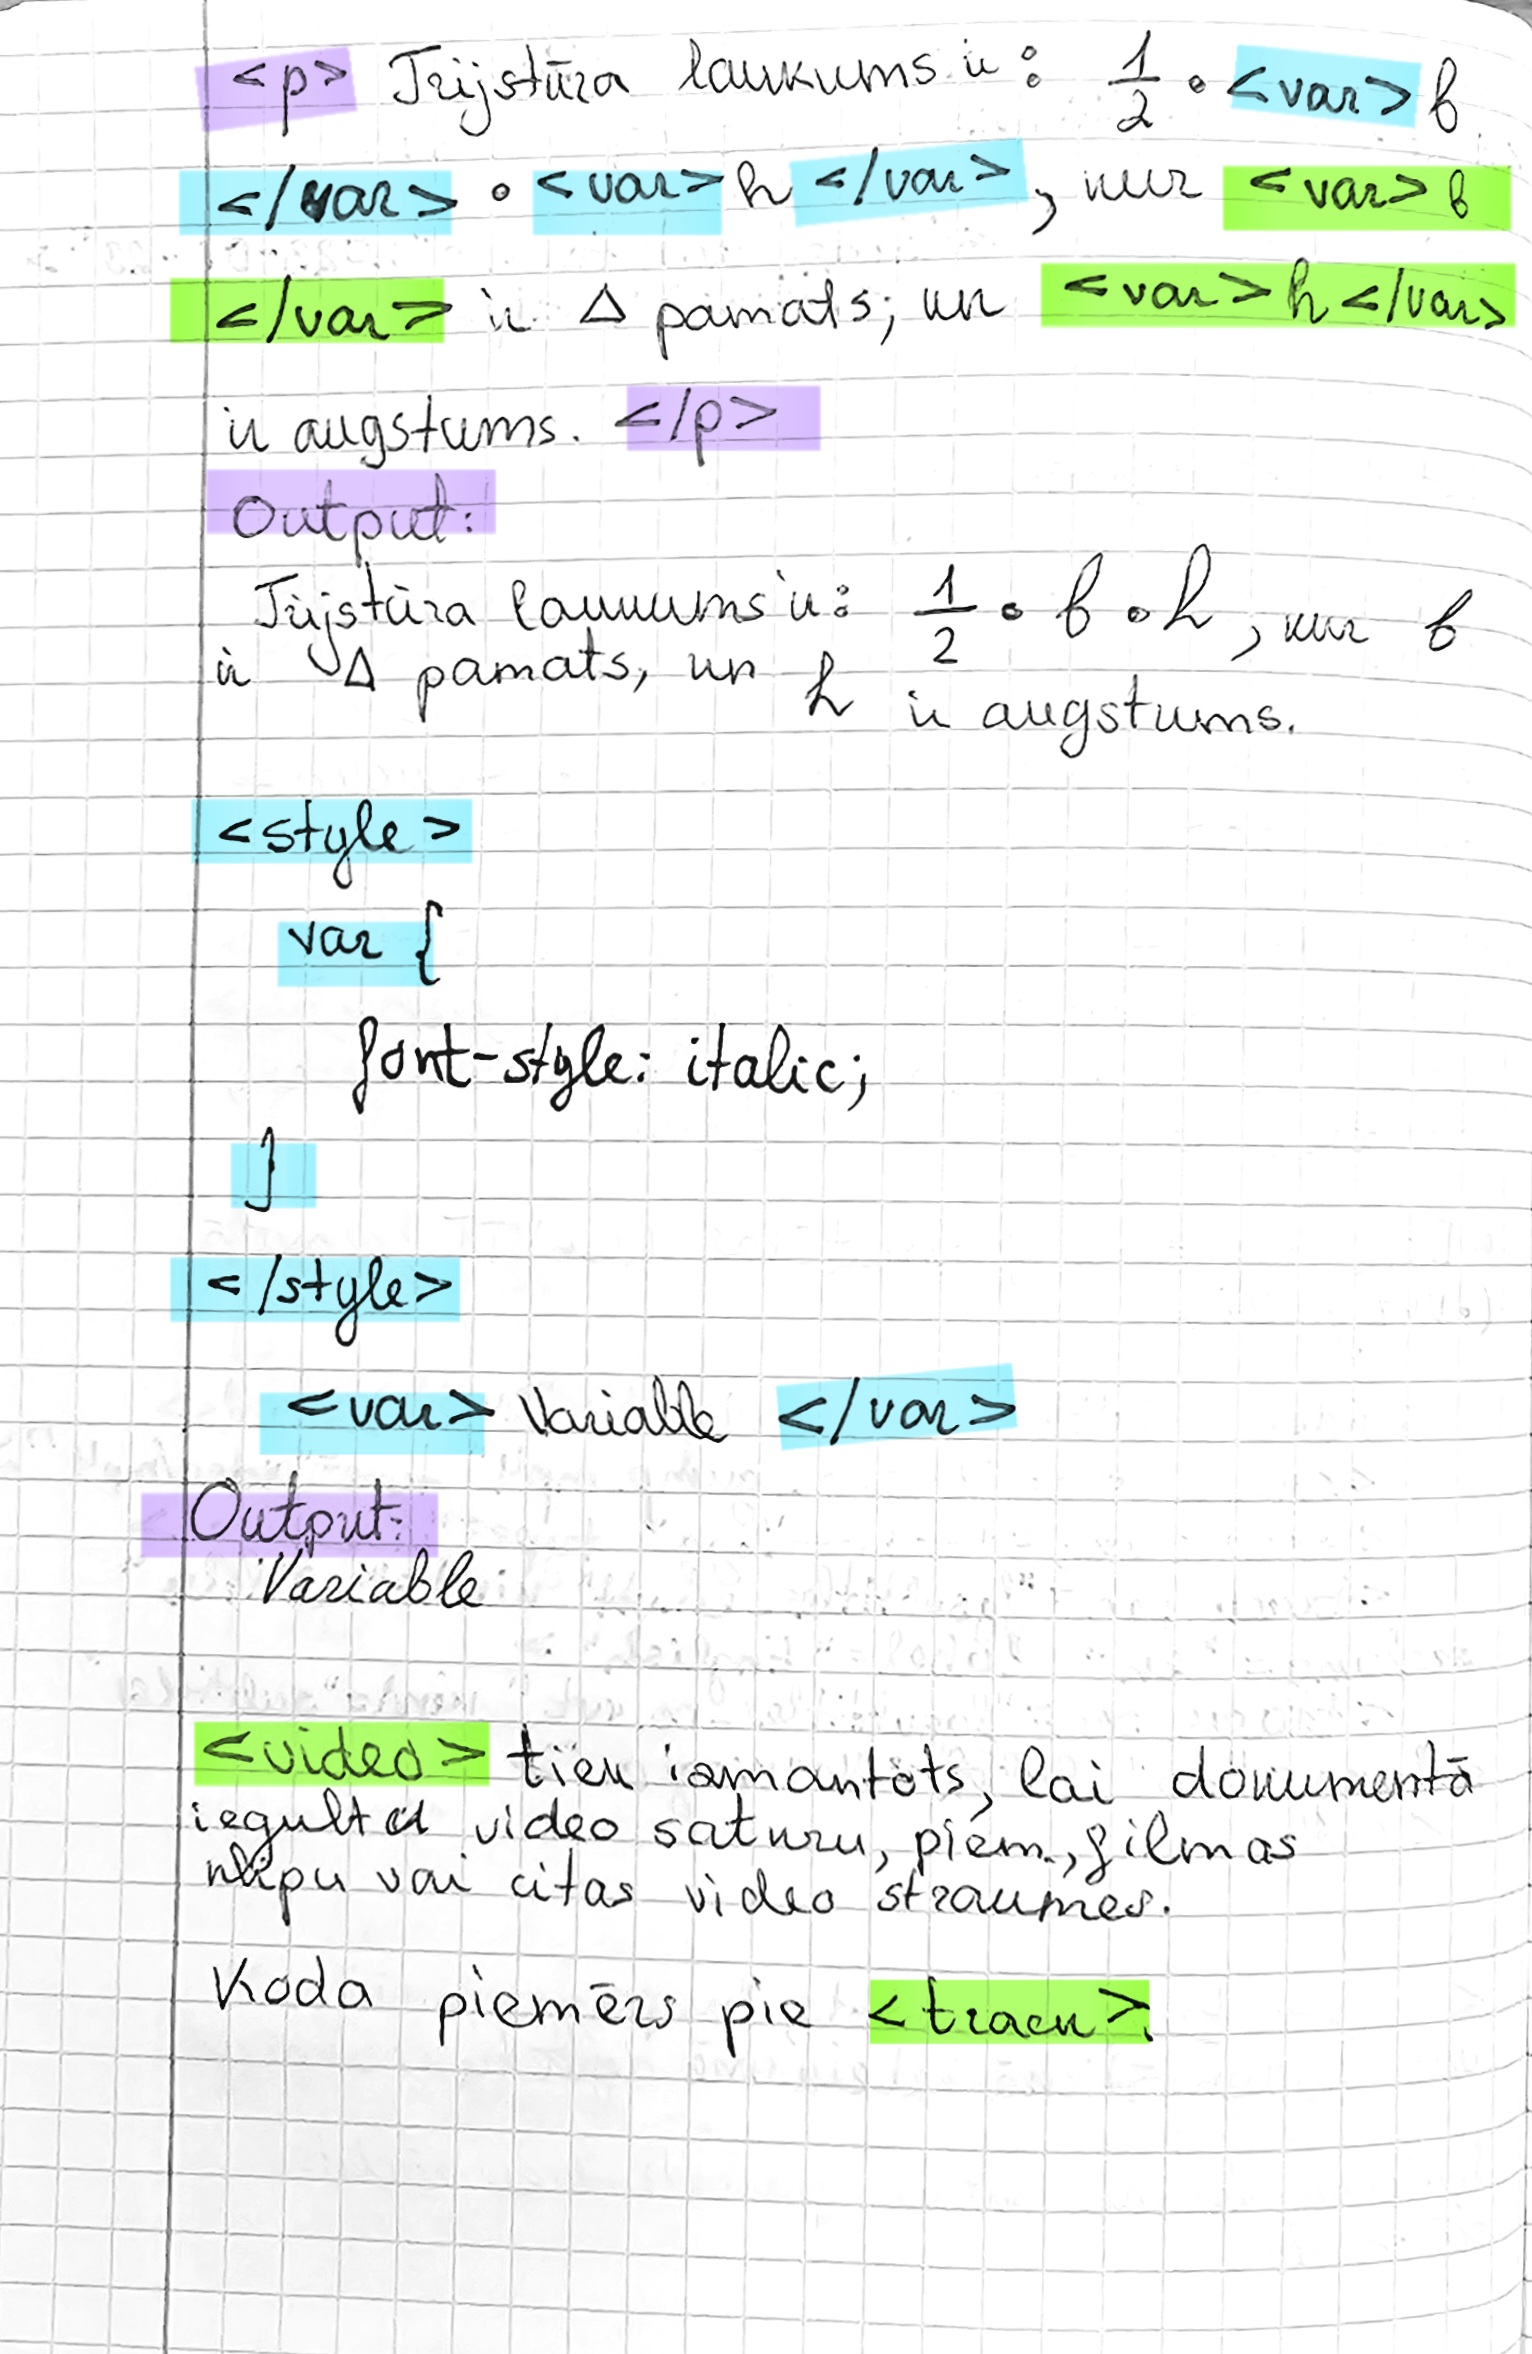 <p> Trijstūra laukums ir: 1/2 • <var> b
</var> • <var> h </var>, kur <var> b
</var> ir Δ pamats; un <var> h </var>
ir augstums. </p>
Output:
Trijstūra laukums ir: 1/2 • b • h, kur b
ir Δ pamats, un h ir augstums.
<style>
var {
font-style: italic;
}
</style>
<var> Variable </var>
Output:
Variable
<video> tiek izmantots, lai dokumentā
iegultu video saturu, piem., filmas
klipu vai citas video straumes.
Koda piemērs pie <track>.